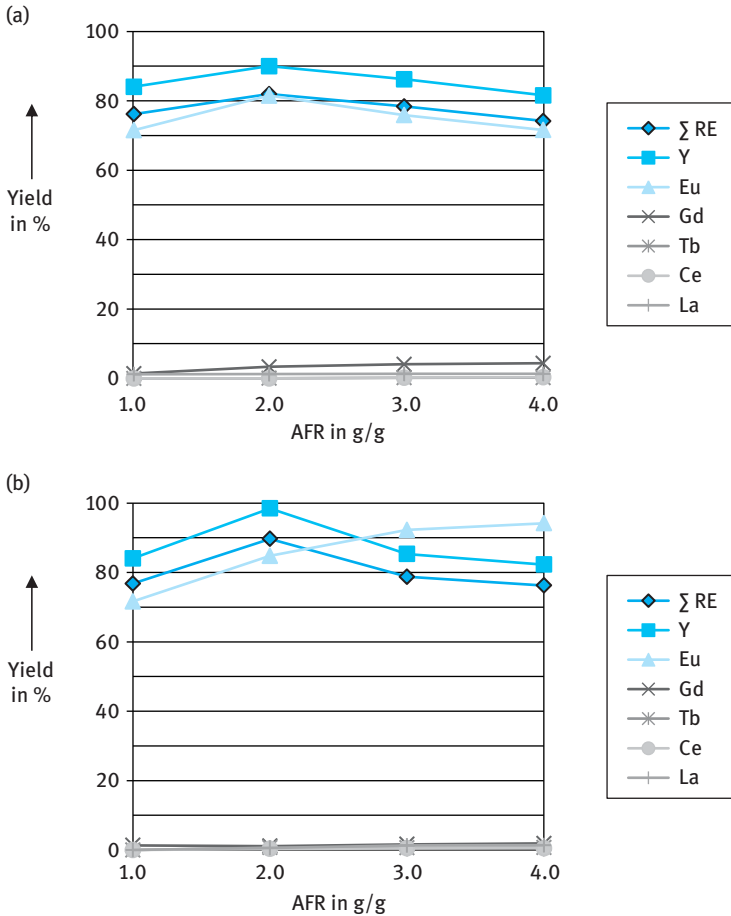 (a)
100
80
60
40
20
0
Yield
in %
1.0
2.0
3.0
4.0
AFR in g/g
∑ RE
Y
Eu
Gd
Tb
Ce
La
(b)
100
80
60
40
20
0
Yield
in %
1.0
2.0
3.0
4.0
AFR in g/g
∑ RE
Y
Eu
Gd
Tb
Ce
La